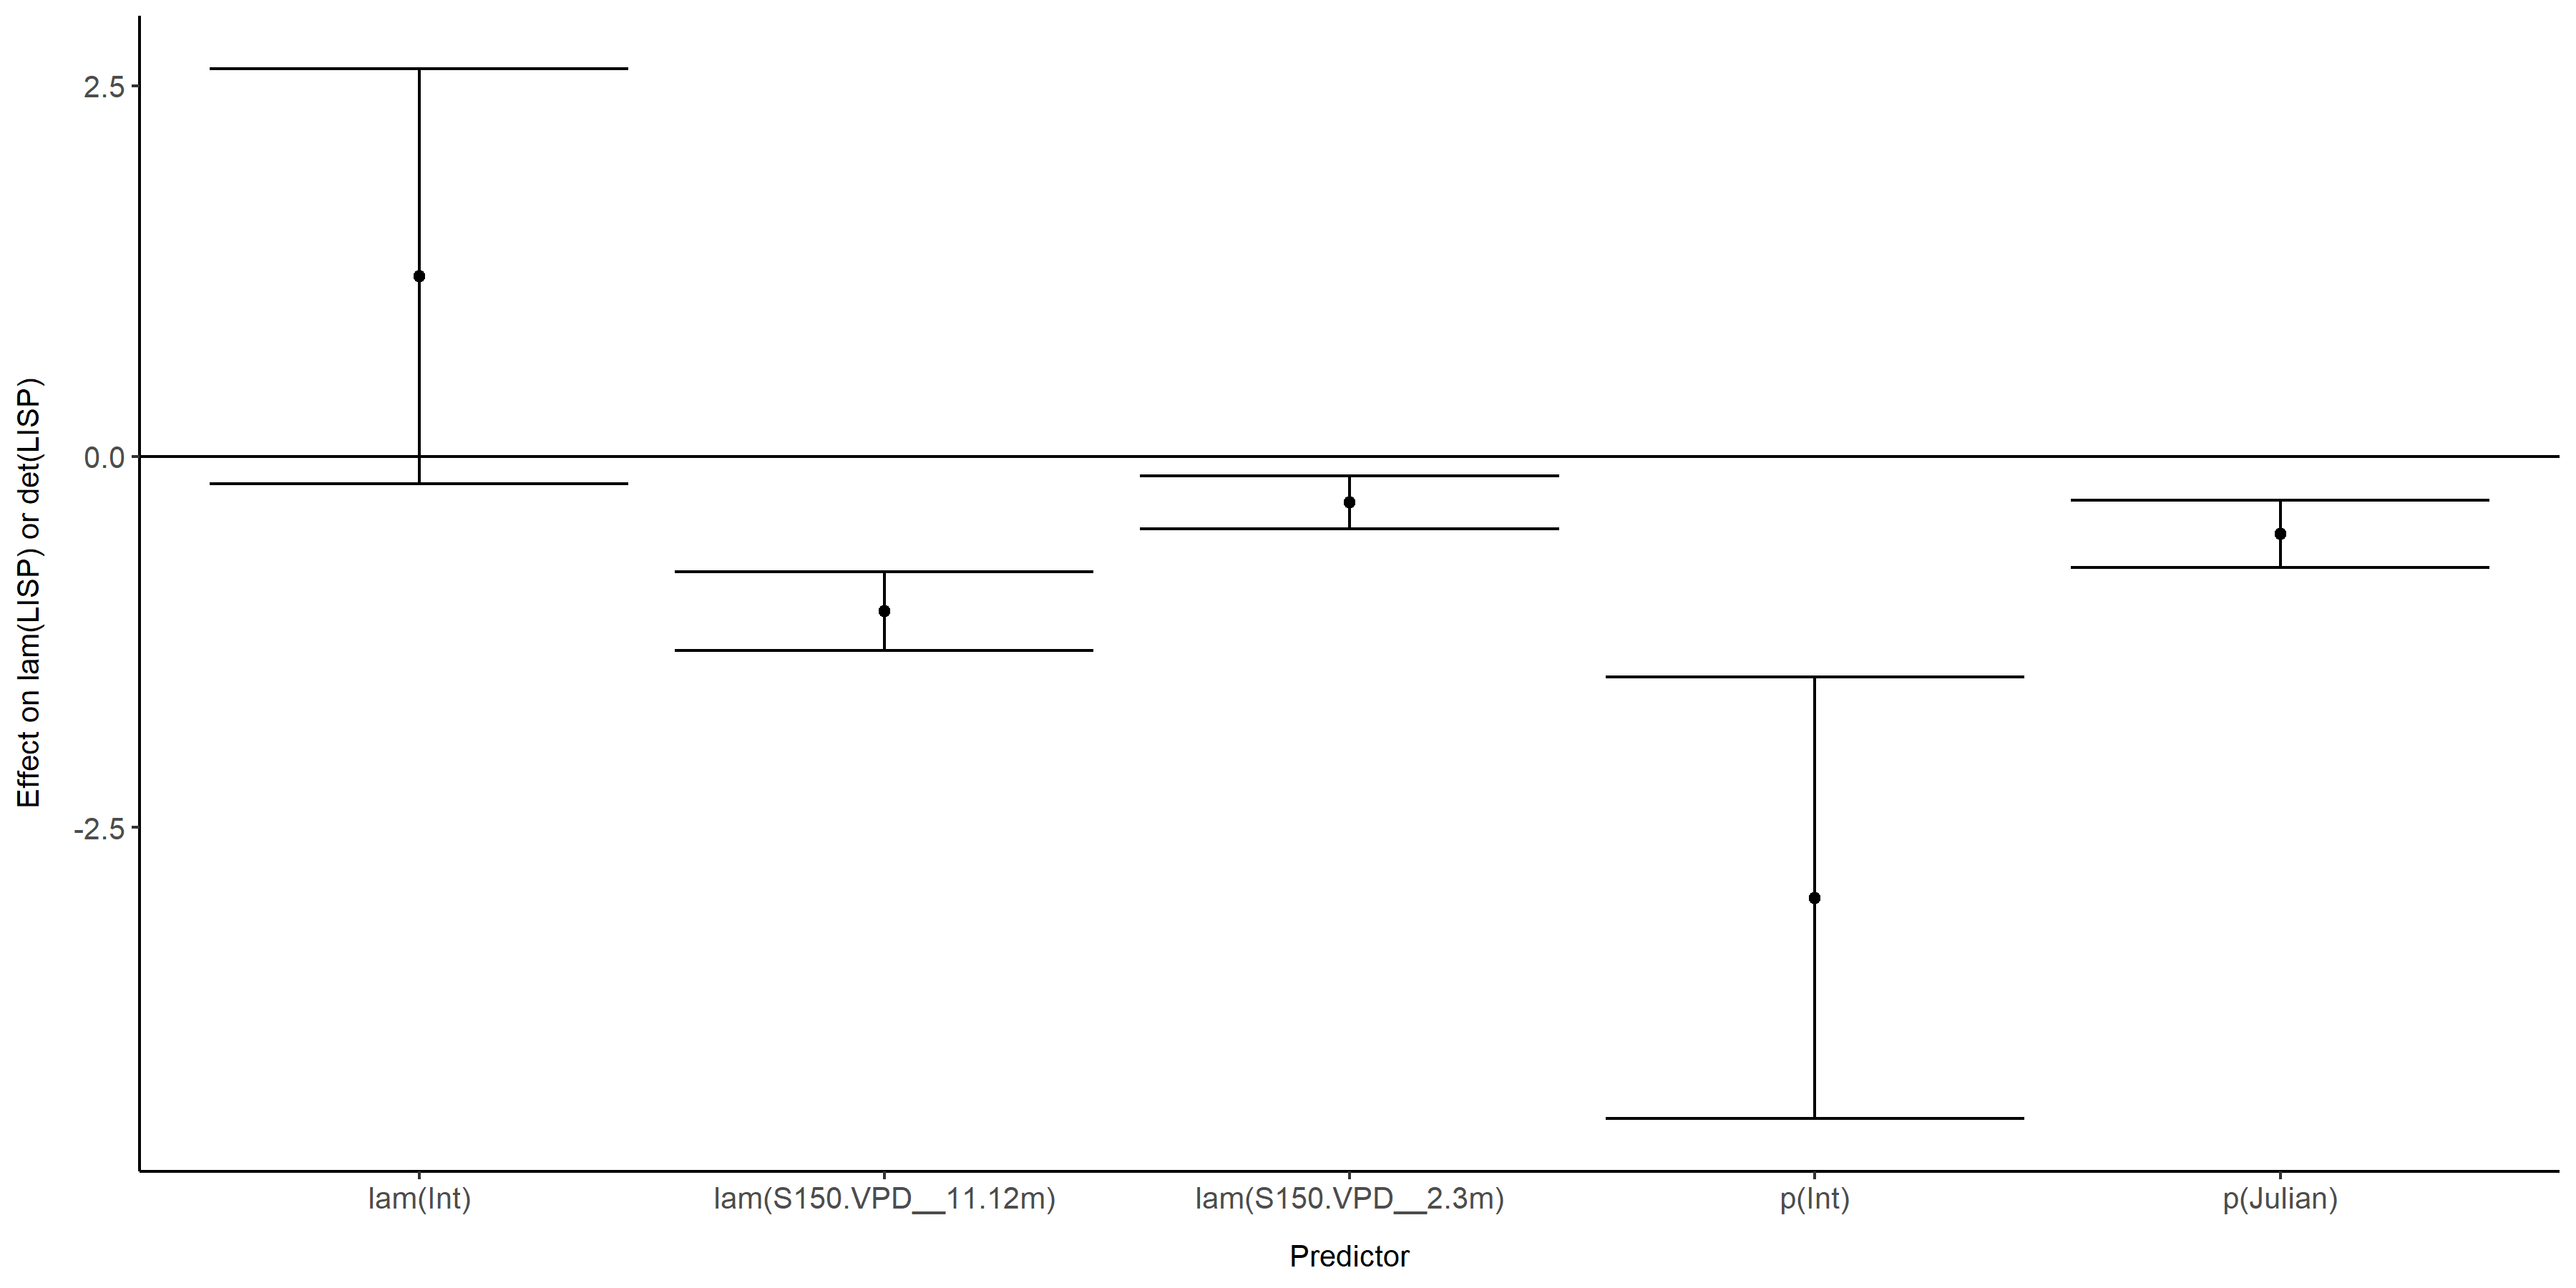 Effect on lam(LISP) or det(LISP)
2.5
0.0
-2.5
lam(Int)
lam(S150.VPD__11.12m)
lam(S150.VPD__2.3m)
p(Int)
p(Julian)
Predictor